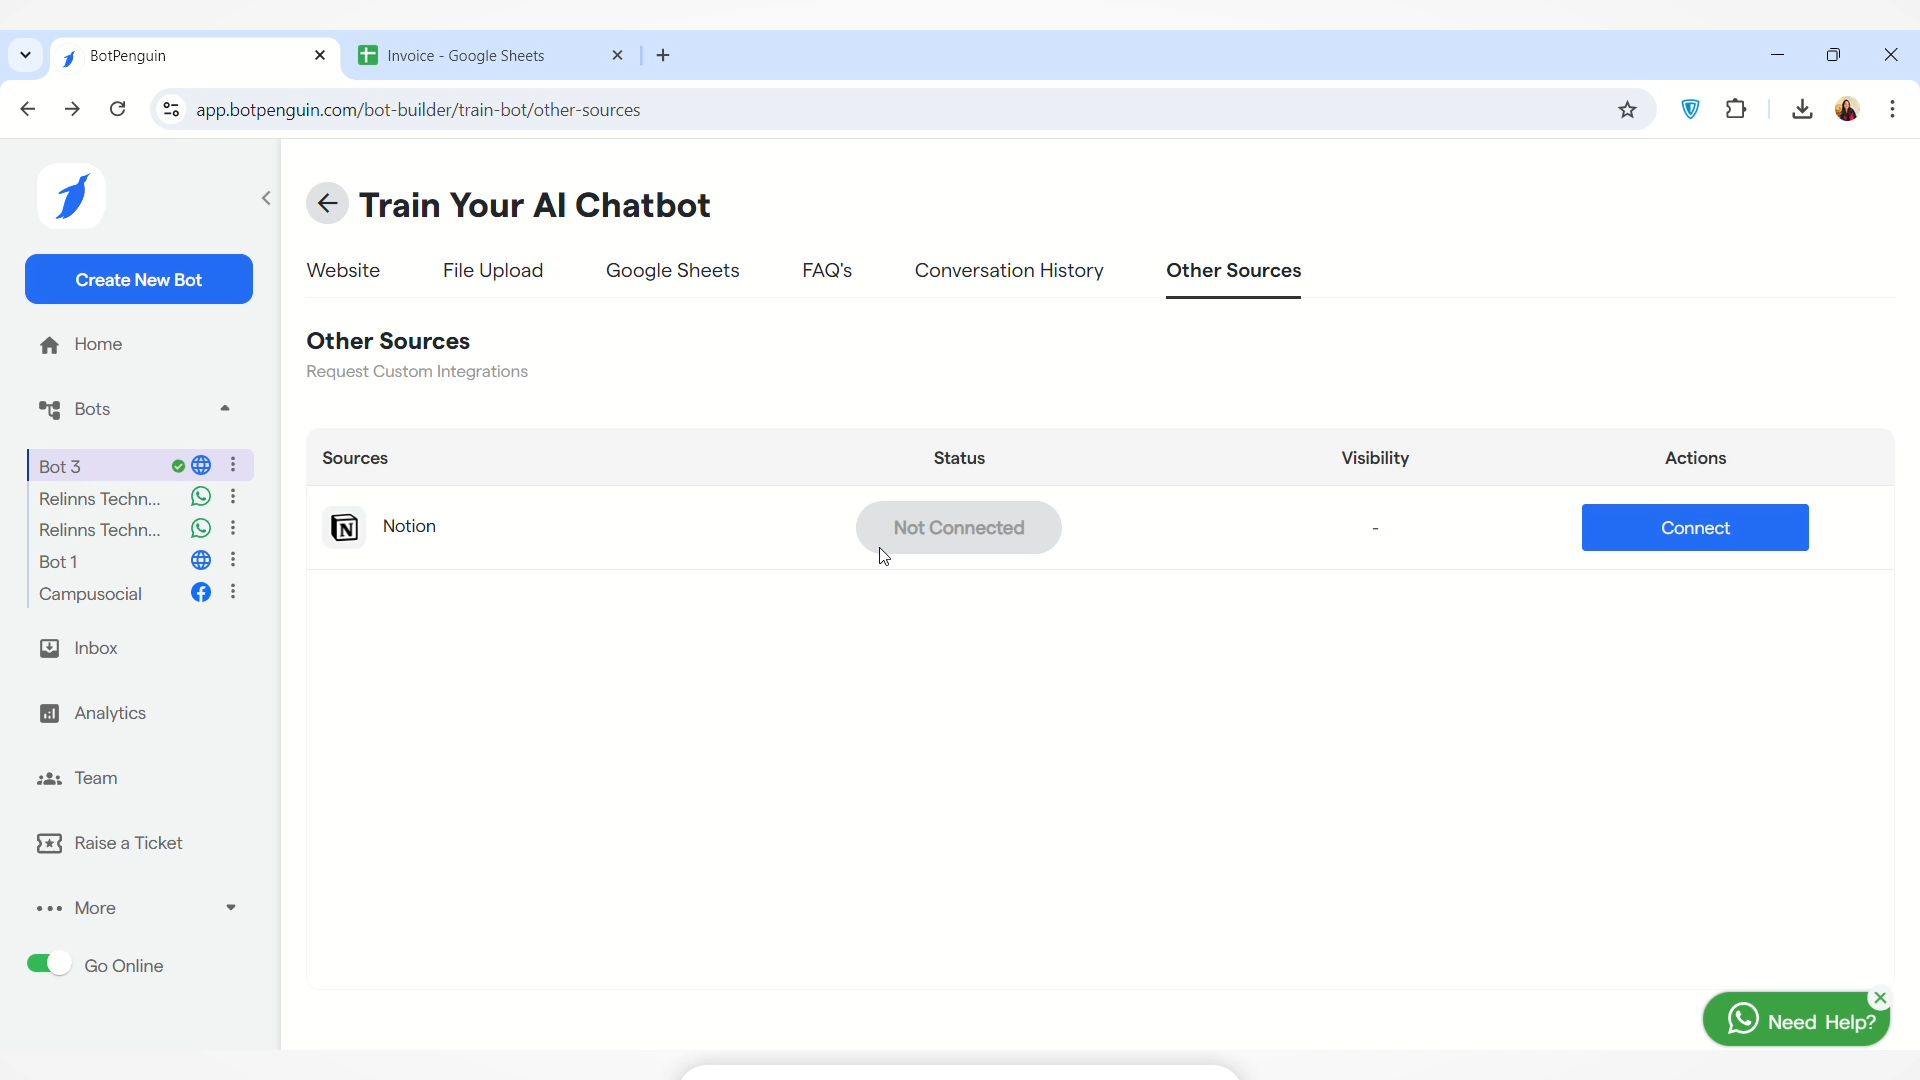 BotPenguin
Invoice - Google Sheets
app.botpenguin.com/bot-builder/train-bot/other-sources
Create New Bot
Home
Bots
Bot 3
Relinns Techn...
Relinns Techn...
Bot 1
Campusocial
Inbox
Analytics
Team
Raise a Ticket
More
Go Online
Train Your AI Chatbot
Website File Upload Google Sheets FAQ's Conversation History Other Sources
Other Sources
Request Custom Integrations
Sources Status Visibility Actions
Notion Not Connected - Connect
Need Help?